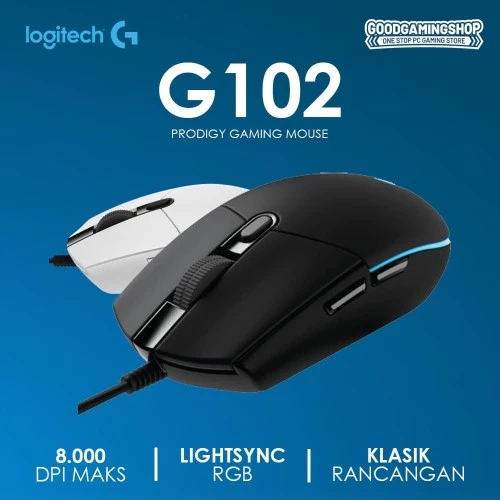 logitech G
GOODGAMINGSHOP
ONE STOP PC GAMING STORE
G102
PRODIGY GAMING MOUSE
8.000
DPI MAKS
LIGHTSYNC
RGB
KLASIK
RANCANGAN